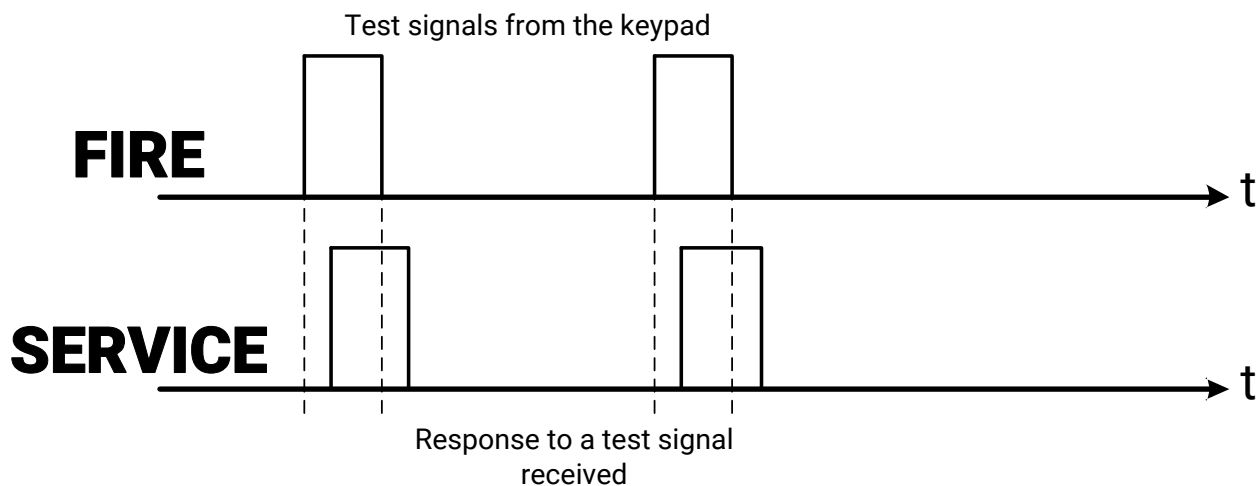 Test signals from the keypad
FIRE
t
SERVICE
t
Response to a test signal
received